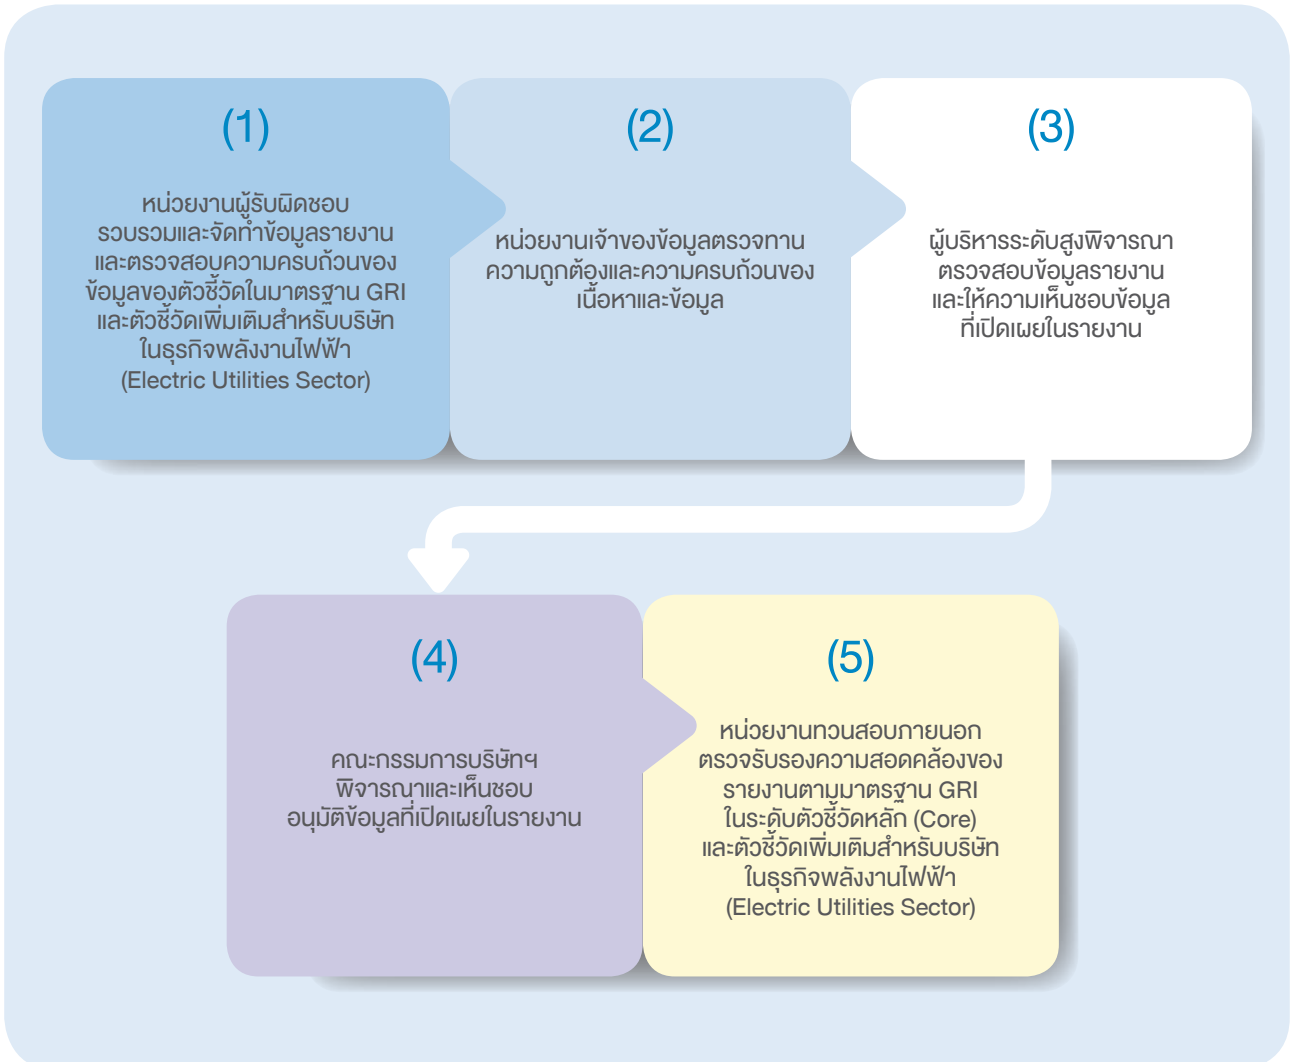 (1)
หน่วยงานผู้รับผิดชอบ
รวบรวมและจัดทำข้อมูลรายงาน
และตรวจสอบความครบถ้วนของ
ข้อมูลของตัวชี้วัดในมาตรฐาน GRI
และตัวชี้วัดเพิ่มเติมสำหรับบริษัท
ในธุรกิจพลังงานไฟฟ้า
(Electric Utilities Sector)
(2)
หน่วยงานเจ้าของข้อมูลตรวจทาน
ความถูกต้องและความครบถ้วนของ
เนื้อหาและข้อมูล
(3)
ผู้บริหารระดับสูงพิจารณา
ตรวจสอบข้อมูลรายงาน
และให้ความเห็นชอบข้อมูล
ที่เปิดเผยในรายงาน
(4)
คณะกรรมการบริษัทฯ
พิจารณาและเห็นชอบ
อนุมัติข้อมูลที่เปิดเผยในรายงาน
(5)
หน่วยงานทวนสอบภายนอก
ตรวจรับรองความสอดคล้องของ
รายงานตามมาตรฐาน GRI
ในระดับตัวชี้วัดหลัก (Core)
และตัวชี้วัดเพิ่มเติมสำหรับบริษัท
ในธุรกิจพลังงานไฟฟ้า
(Electric Utilities Sector)